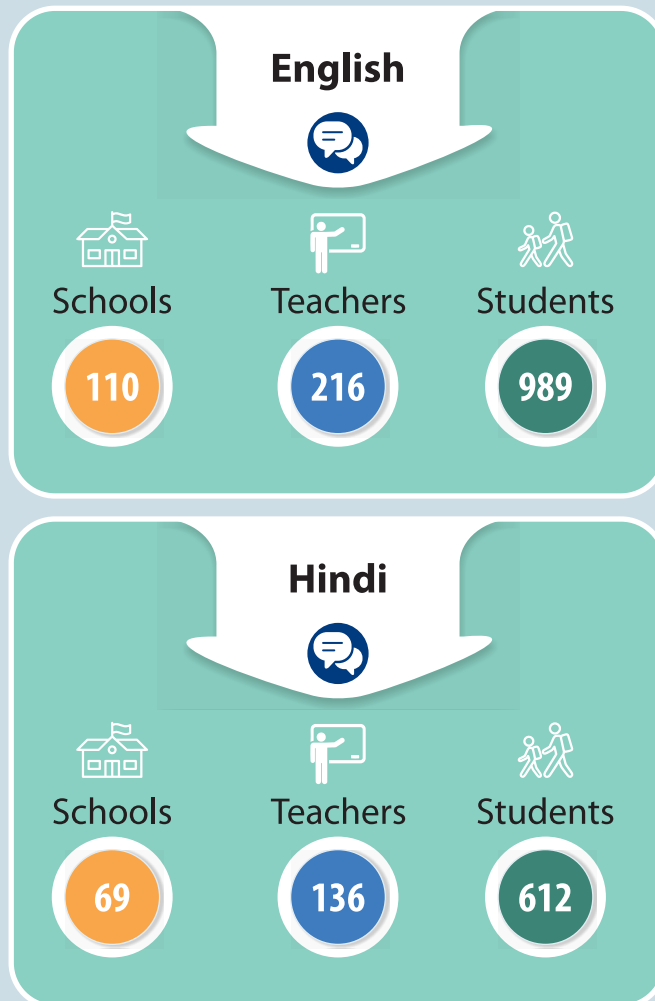 English
Schools Teachers Students
110 216 989
Hindi
Schools Teachers Students
69 136 612